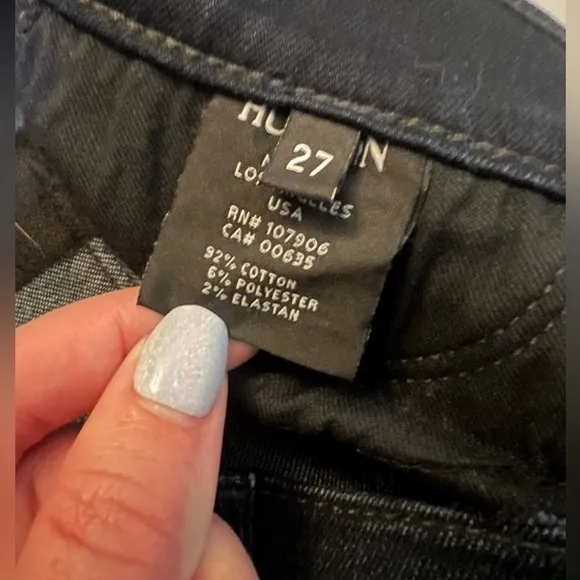 27
USA
RN# 107906
CA# 00635
92% COTTON
6% POLYESTER
2% ELASTAN